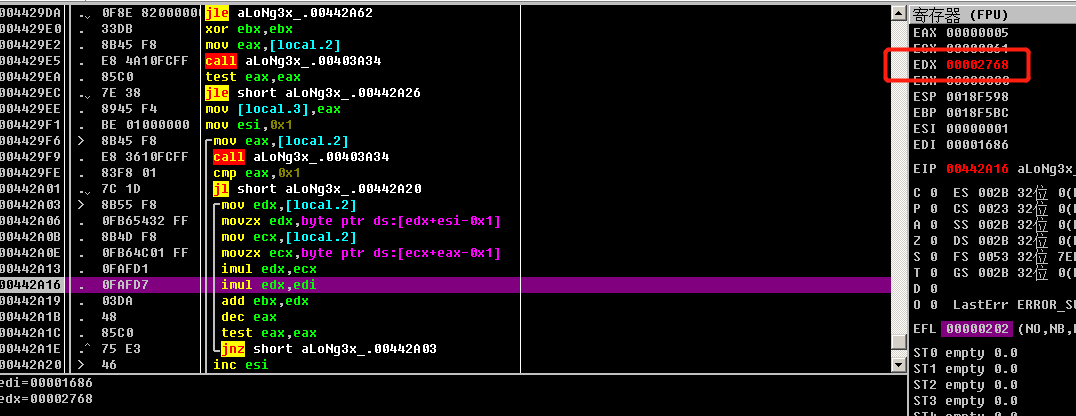 004429DA .⌄ 0F8E 8200000( jle aLoNg3x_.00442A62
004429E0 . 33DB xor ebx,ebx
004429E2 . 8B45 F8 mov eax,[local.2]
004429E5 . E8 4A10FCFF call aLoNg3x_.00403A34
004429EA . 85C0 test eax,eax
004429EC .⌄ 7E 38 jle short aLoNg3x_.00442A26
004429EE . 8945 F4 mov [local.3],eax
004429F1 . BE 01000000 mov esi,0x1
004429F6 > 8B45 F8 mov eax,[local.2]
004429F9 . E8 3610FCFF call aLoNg3x_.00403A34
004429FE . 83F8 01 cmp eax,0x1
00442A01 .⌄ 7C 1D jl short aLoNg3x_.00442A20
00442A03 > 8B55 F8 mov edx,[local.2]
00442A06 . 0FB65432 FF movzx edx,byte ptr ds:[edx+esi-0x1]
00442A0B . 8B4D F8 mov ecx,[local.2]
00442A0E . 0FB64C01 FF movzx ecx,byte ptr ds:[ecx+eax-0x1]
00442A13 . 0FAFD1 imul edx,ecx
00442A16 . 0FAFD7 imul edx,edi
00442A19 . 03DA add ebx,edx
00442A1B . 48 dec eax
00442A1C . 85C0 test eax,eax
00442A1E .^ 75 E3 jnz short aLoNg3x_.00442A03
00442A20 > 46 inc esi
edi=00001686
edx=00002768
寄存器 (FPU)
EAX 00000005
ECX 00000061
EDX 00002768
EBX 00000000
ESP 0018F598
EBP 0018F5BC
ESI 00000001
EDI 00001686
EIP 00442A16 aLoNg3x_
C 0 ES 002B 32位 0(
P 0 CS 0023 32位 0(
A 0 SS 002B 32位 0(
Z 0 DS 002B 32位 0(
S 0 FS 0053 32位 7E
T 0 GS 002B 32位 0(
D 0
O 0 LastErr ERROR_SU
EFL 00000202 (NO,NB,
ST0 empty 0.0
ST1 empty 0.0
ST2 empty 0.0
ST3 empty 0.0